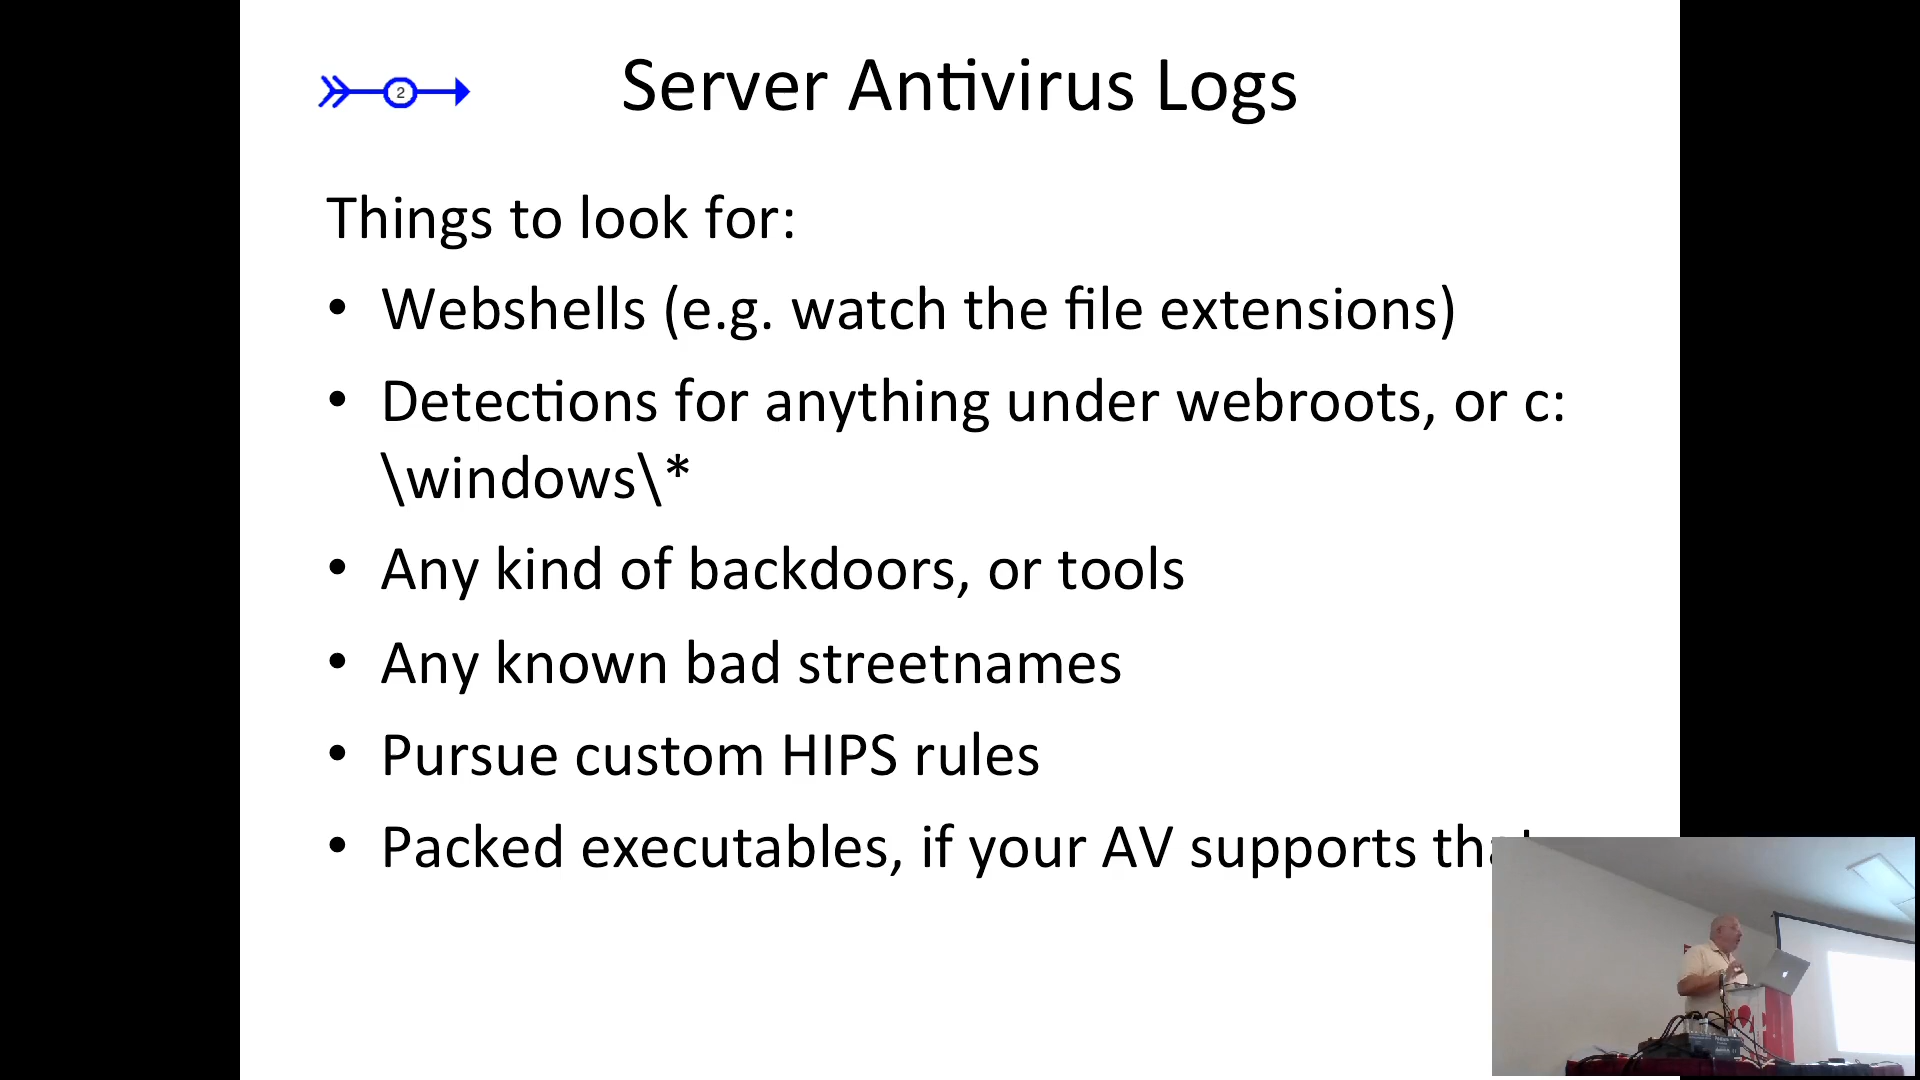 Server Antivirus Logs
2
Things to look for:
• Webshells (e.g. watch the file extensions)
• Detections for anything under webroots, or c:
\windows\*
• Any kind of backdoors, or tools
• Any known bad streetnames
• Pursue custom HIPS rules
• Packed executables, if your AV supports